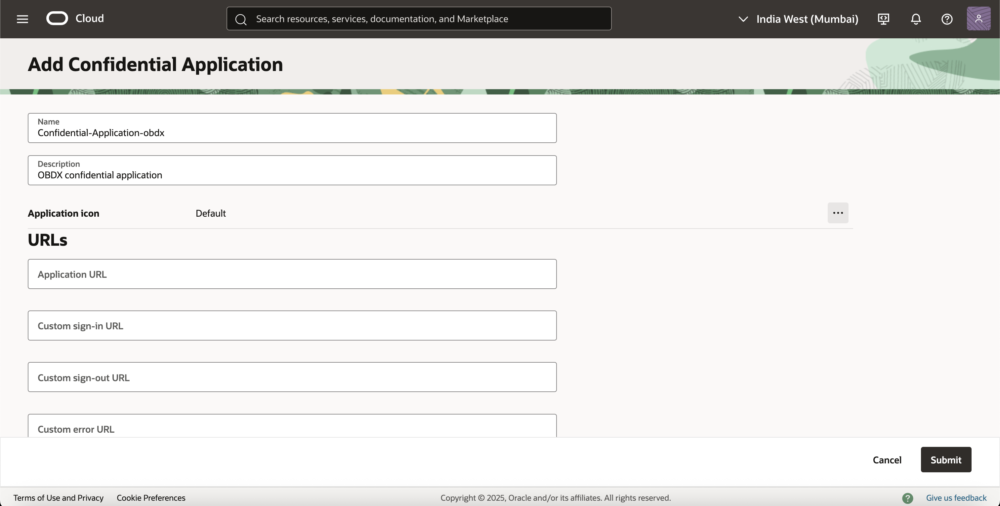 Cloud
Search resources, services, documentation, and Marketplace
India West (Mumbai)
Add Confidential Application
Name
Confidential-Application-obdx
Description
OBDX confidential application
Application icon
Default
URLs
Application URL
Custom sign-in URL
Custom sign-out URL
Custom error URL
Cancel
Submit
Terms of Use and Privacy
Cookie Preferences
Copyright © 2025, Oracle and/or its affiliates. All rights reserved.
Give us feedback